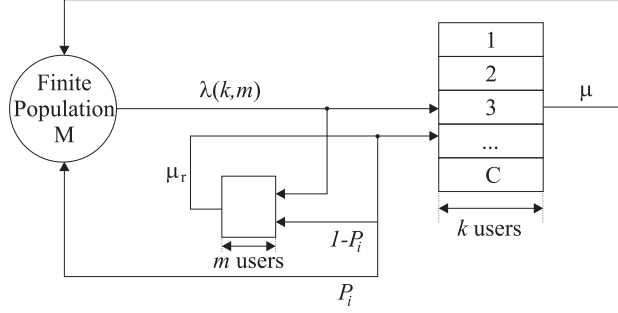 Finite
Population
M
λ(k,m)
1
2
3
...
C
μ
μr
1-Pi
m users
k users
Pi